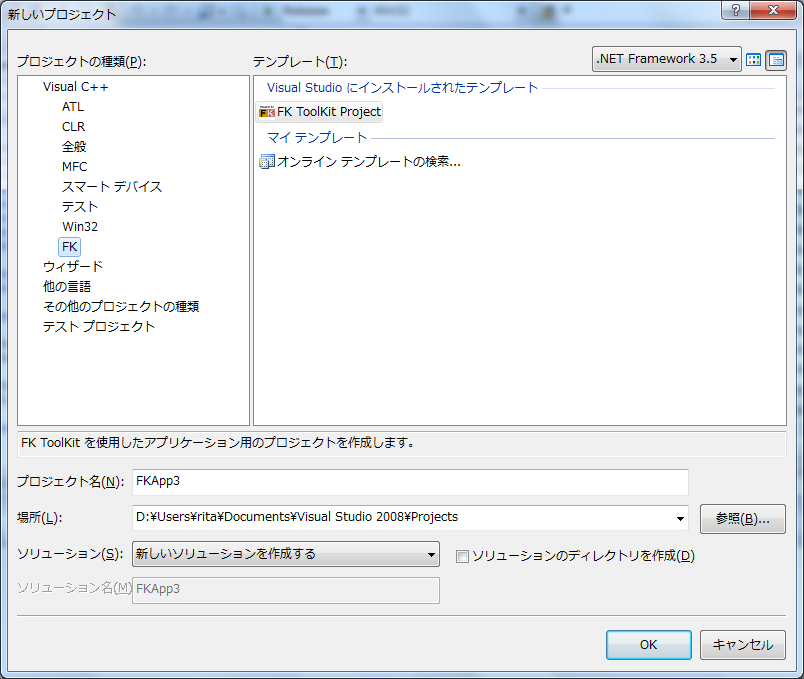 新しいプロジェクト
プロジェクトの種類(P):
テンプレート(T):
.NET Framework 3.5
Visual C++
ATL
CLR
全般
MFC
スマート デバイス
テスト
Win32
FK
ウィザード
他の言語
その他のプロジェクトの種類
テスト プロジェクト
Visual Studio にインストールされたテンプレート
FK ToolKit Project
マイ テンプレート
オンライン テンプレートの検索...
FK ToolKit を使用したアプリケーション用のプロジェクトを作成します。
プロジェクト名(N): FKApp3
場所(L): D:¥Users¥rita¥Documents¥Visual Studio 2008¥Projects 参照(B)...
ソリューション(S): 新しいソリューションを作成する ソリューションのディレクトリを作成(D)
ソリューション名(M) FKApp3
OK キャンセル